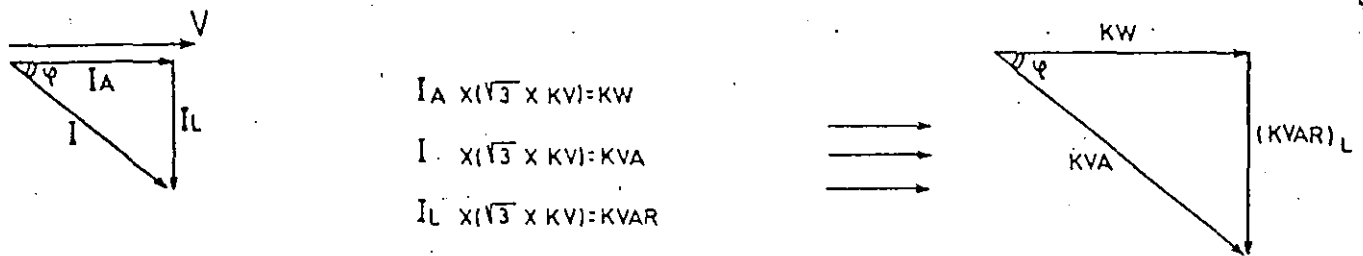 V
φ
IA
I
IL
IA X(√3 X KV)=KW
I X(√3 X KV)=KVA
IL X(√3 X KV)=KVAR
KW
φ
KVA
(KVAR)L